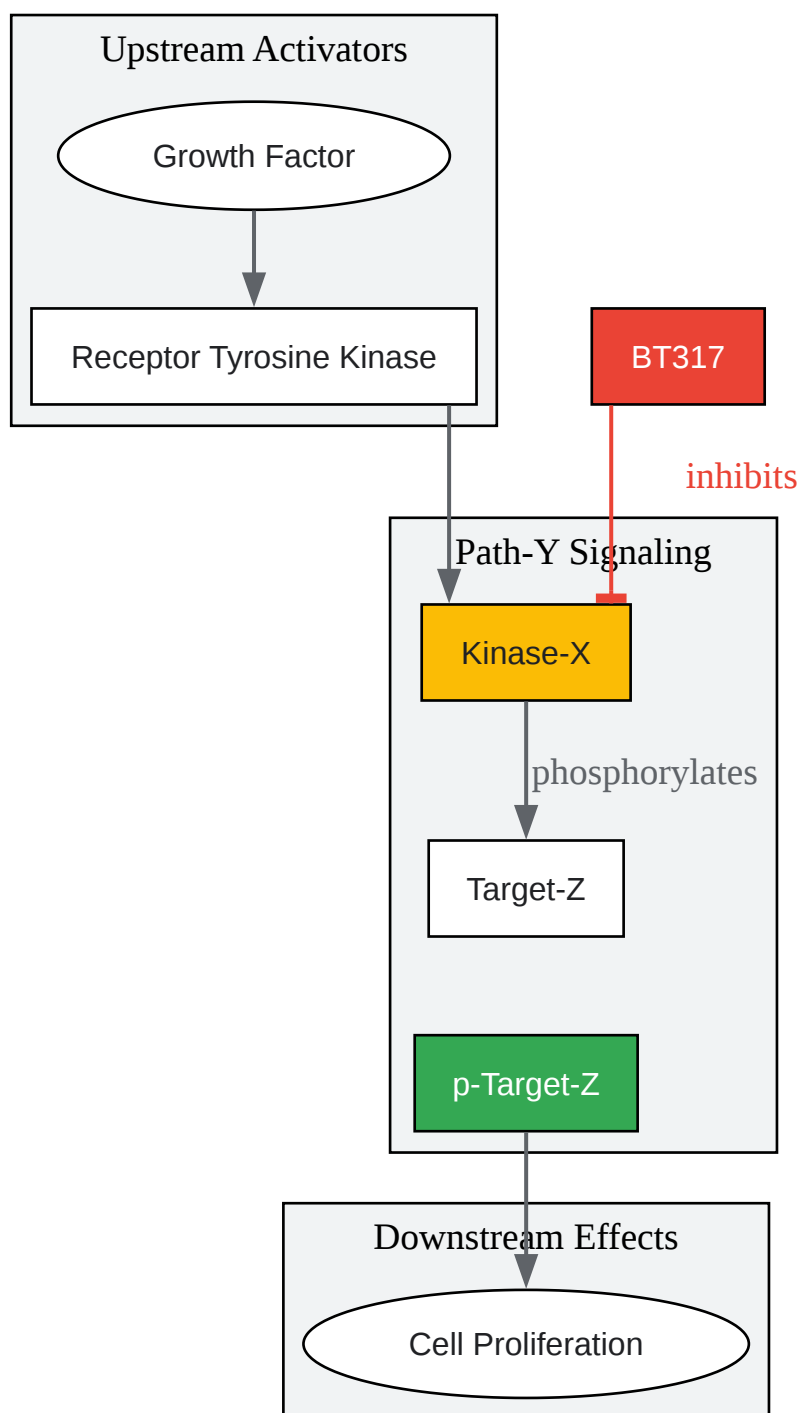 Upstream Activators
Growth Factor
Receptor Tyrosine Kinase
BT317
inhibits
Path-Y Signaling
Kinase-X
phosphorylates
Target-Z
p-Target-Z
Downstream Effects
Cell Proliferation